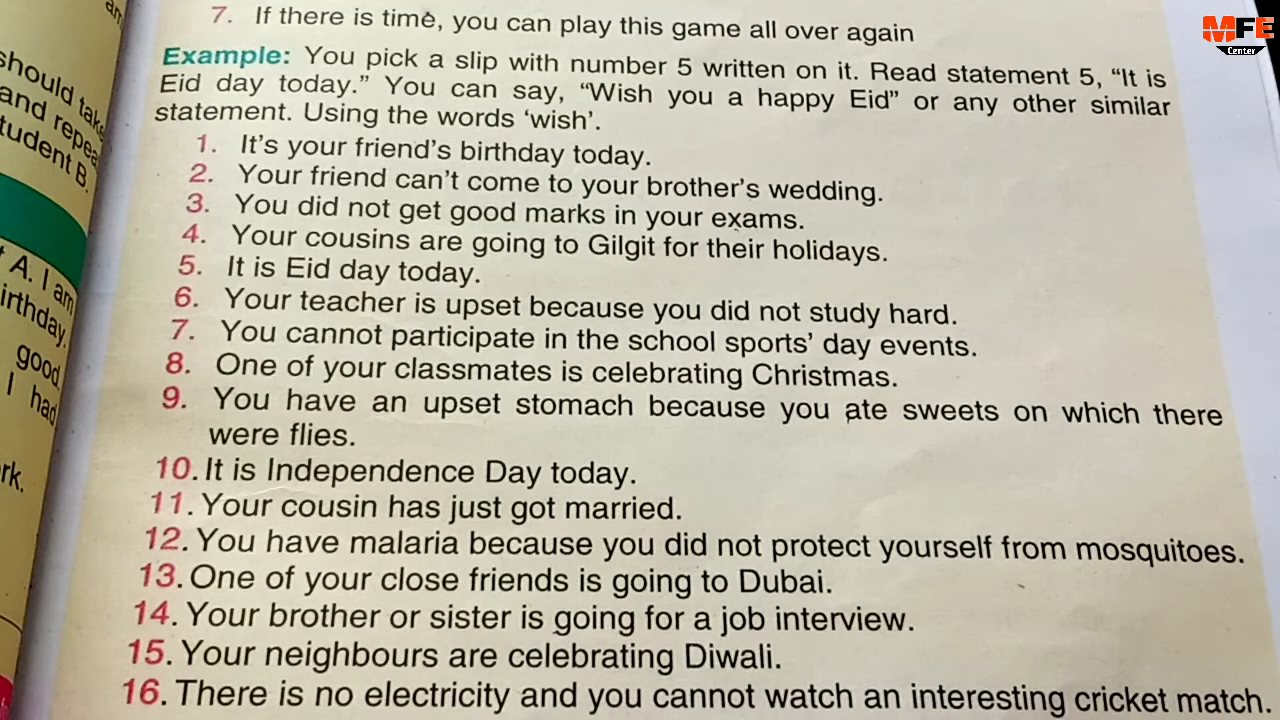 7. If there is time, you can play this game all over again
Example: You pick a slip with number 5 written on it. Read statement 5, “It is
Eid day today.” You can say, “Wish you a happy Eid” or any other similar
statement. Using the words ‘wish’.
1. It’s your friend’s birthday today.
2. Your friend can’t come to your brother’s wedding.
3. You did not get good marks in your exams.
4. Your cousins are going to Gilgit for their holidays.
5. It is Eid day today.
6. Your teacher is upset because you did not study hard.
7. You cannot participate in the school sports’ day events.
8. One of your classmates is celebrating Christmas.
9. You have an upset stomach because you ate sweets on which there
were flies.
10. It is Independence Day today.
11. Your cousin has just got married.
12. You have malaria because you did not protect yourself from mosquitoes.
13. One of your close friends is going to Dubai.
14. Your brother or sister is going for a job interview.
15. Your neighbours are celebrating Diwali.
16. There is no electricity and you cannot watch an interesting cricket match.
should take
and repea
tudent B.
A. I am
irthday.
good
I had
rk.
MFE
Center